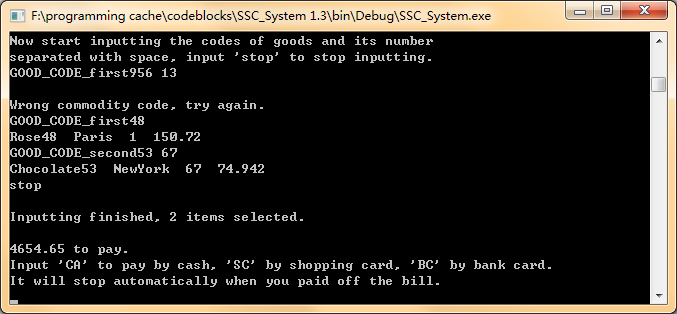 F:\programming cache\codeblocks\SSC_System 1.3\bin\Debug\SSC_System.exe
Now start inputting the codes of goods and its number
separated with space, input 'stop' to stop inputting.
GOOD_CODE_first956 13
Wrong commodity code, try again.
GOOD_CODE_first48
Rose48  Paris  1  150.72
GOOD_CODE_second53 67
Chocolate53  NewYork  67  74.942
stop
Inputting finished, 2 items selected.
4654.65 to pay.
Input 'CA' to pay by cash, 'SC' by shopping card, 'BC' by bank card.
It will stop automatically when you paid off the bill.